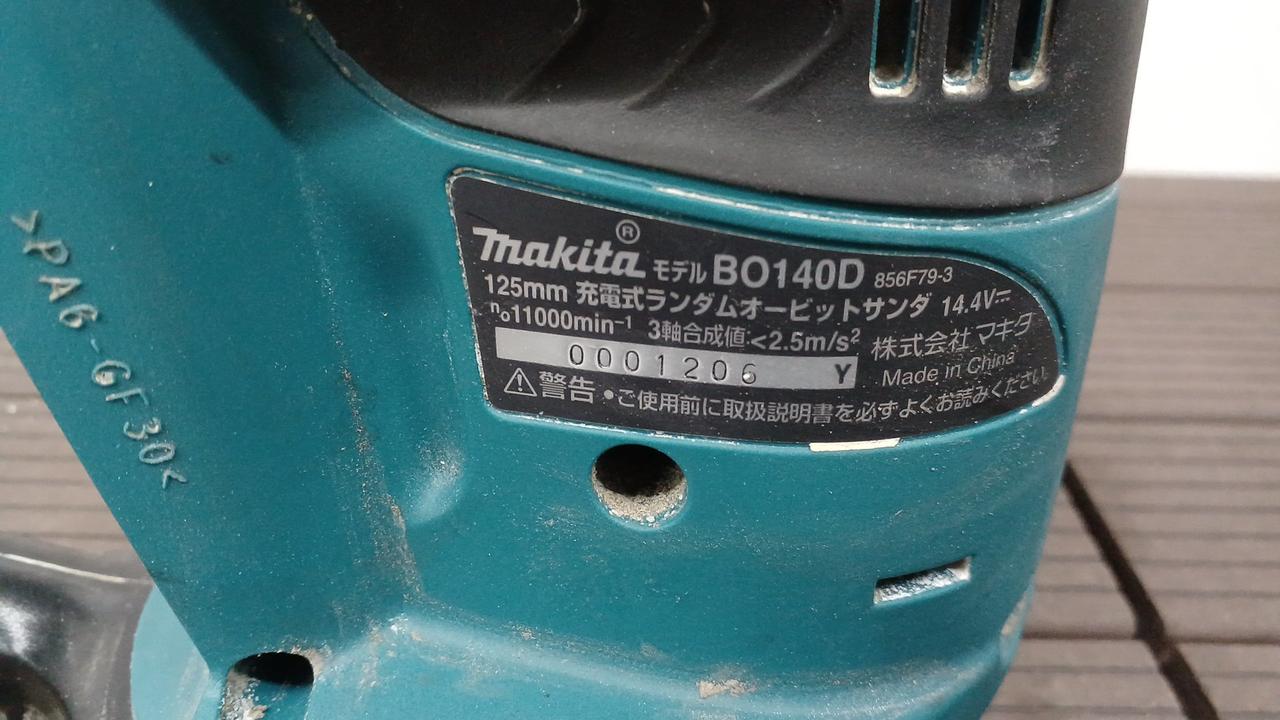 makita® モデル BO140D 856F79-3
125mm 充電式ランダムオービットサンダ 14.4V⎓
n₀11000min⁻¹ 3軸合成値:<2.5m/s² 株式会社マキタ
0001206 Y Made in China
⚠警告 •ご使用前に取扱説明書を必ずよくお読みください。
>PA6-GF30<